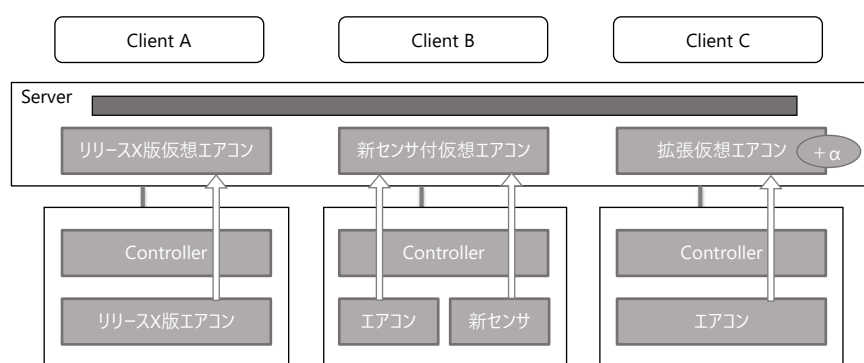 Client A
Client B
Client C
Server
リリースX版仮想エアコン
新センサ付仮想エアコン
拡張仮想エアコン
+α
Controller
Controller
Controller
リリースX版エアコン
エアコン
新センサ
エアコン